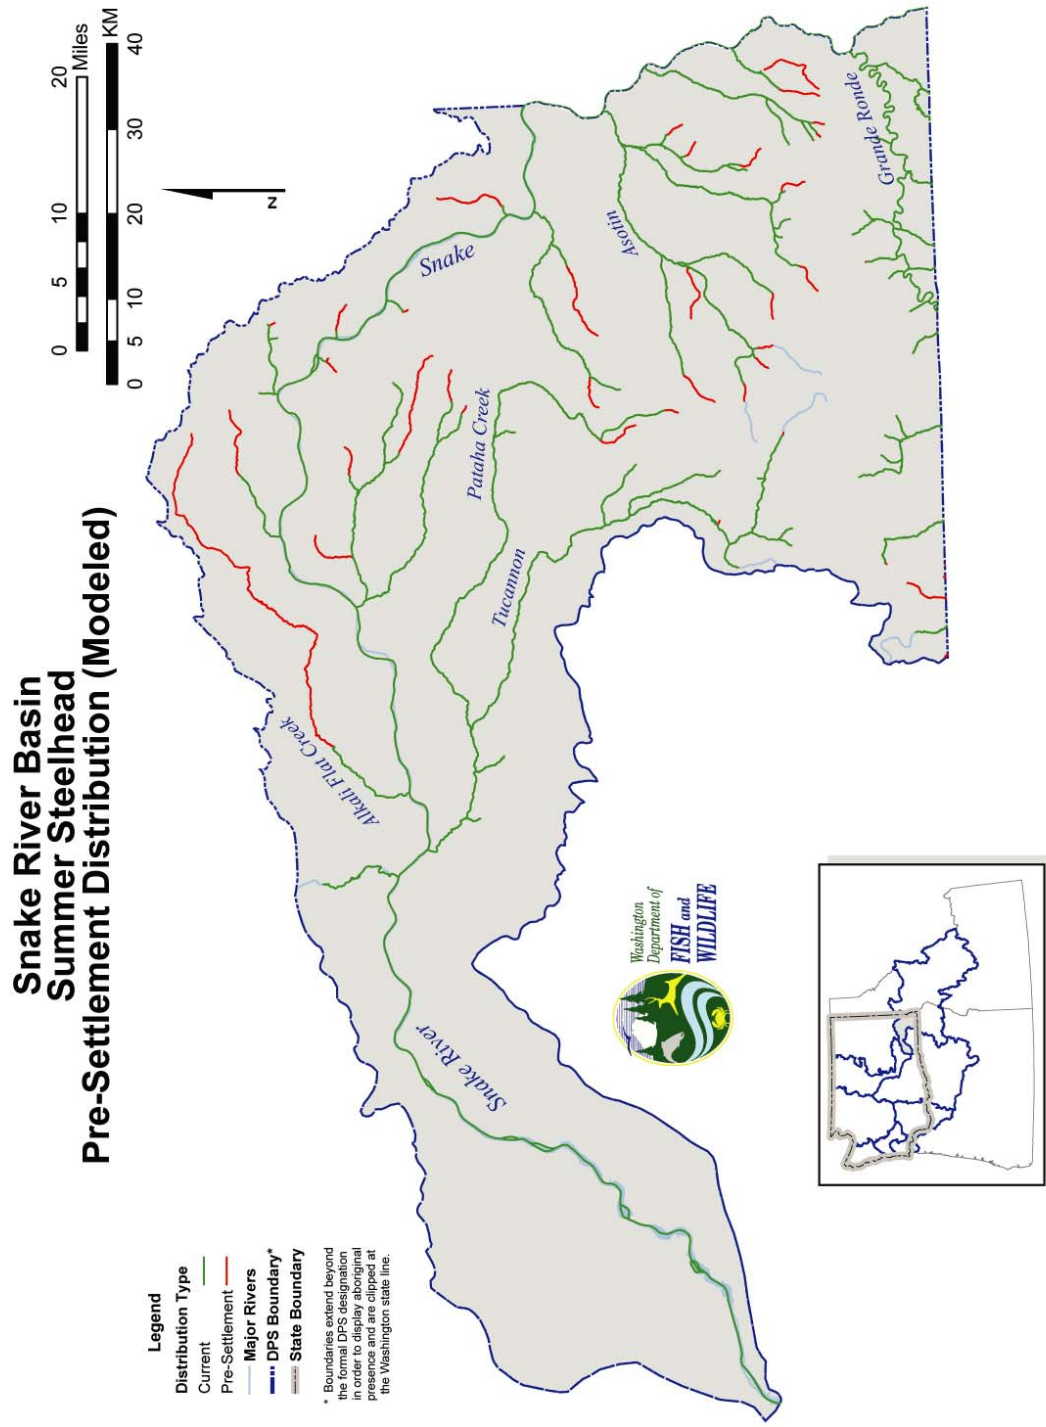 Snake River Basin
Summer Steelhead
Pre-Settlement Distribution (Modeled)
0 5 10 20
Miles
KM
0 5 10 20 30 40
N
Legend
Distribution Type
Current
Pre-Settlement
Major Rivers
DPS Boundary*
State Boundary
* Boundaries extend beyond
the formal DPS designation
in order to display aboriginal
presence and are clipped at
the Washington state line.
Snake River
Alkali Flat Creek
Tucannon
Pataha Creek
Snake
Asotin
Grande Ronde
Washington
Department of
FISH and
WILDLIFE